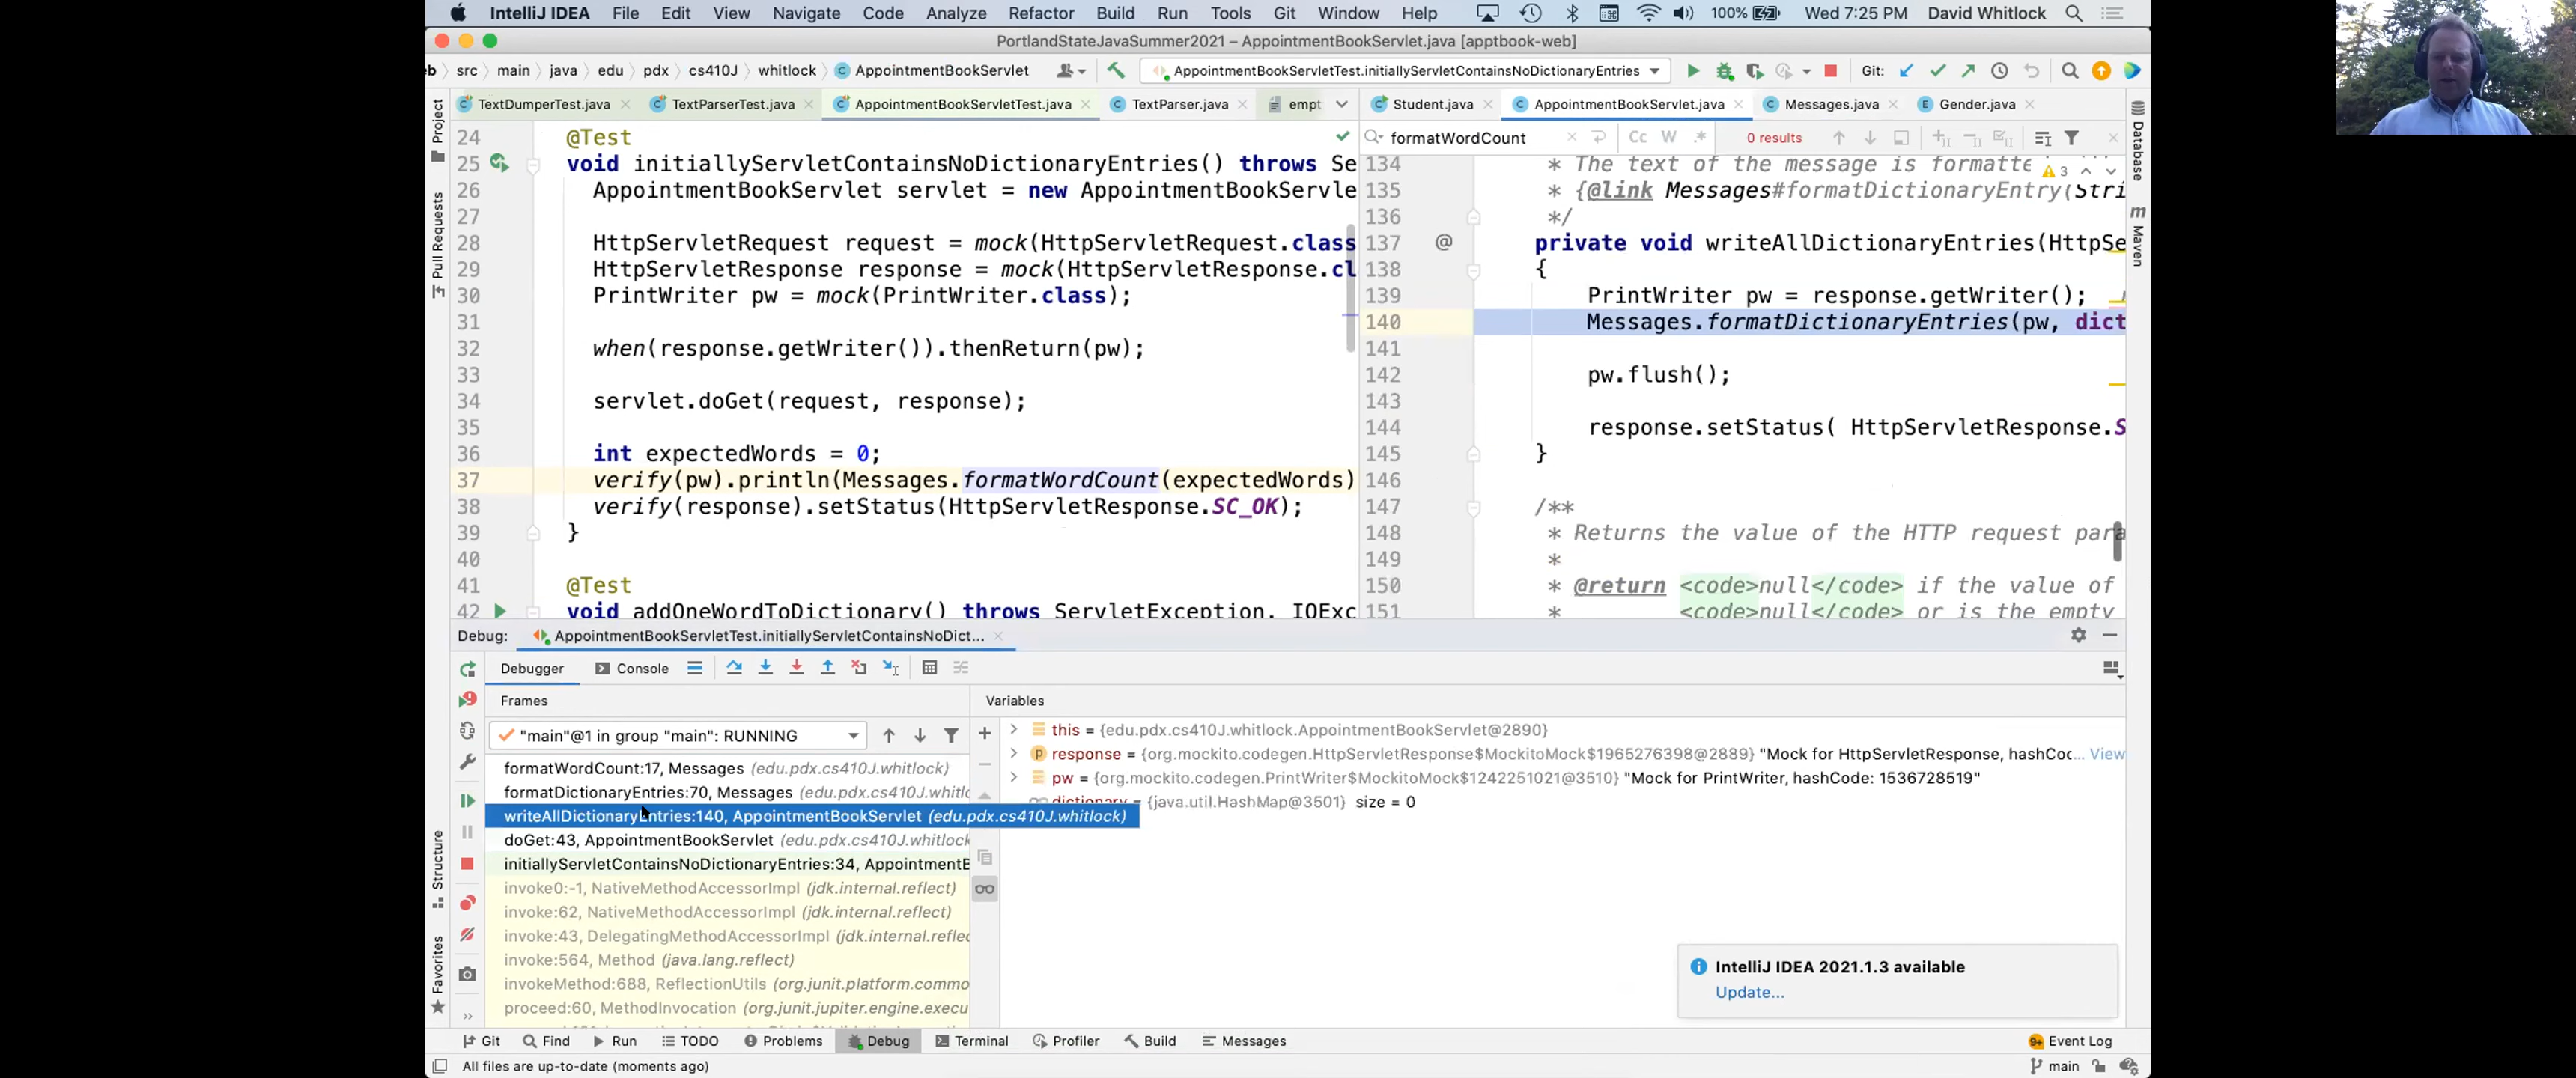 IntelliJ IDEA File Edit View Navigate Code Analyze Refactor Build Run Tools Git Window Help 100% Wed 7:25 PM David Whitlock
PortlandStateJavaSummer2021 – AppointmentBookServlet.java [apptbook-web]
b src main java edu pdx cs410J whitlock AppointmentBookServlet AppointmentBookServletTest.initiallyServletContainsNoDictionaryEntries Git:
TextDumperTest.java TextParserTest.java AppointmentBookServletTest.java TextParser.java empt Student.java AppointmentBookServlet.java Messages.java Gender.java
24 @Test
25 void initiallyServletContainsNoDictionaryEntries() throws Se
26 AppointmentBookServlet servlet = new AppointmentBookServle
27
28 HttpServletRequest request = mock(HttpServletRequest.class
29 HttpServletResponse response = mock(HttpServletResponse.cl
30 PrintWriter pw = mock(PrintWriter.class);
31
32 when(response.getWriter()).thenReturn(pw);
33
34 servlet.doGet(request, response);
35
36 int expectedWords = 0;
37 verify(pw).println(Messages.formatWordCount(expectedWords)
38 verify(response).setStatus(HttpServletResponse.SC_OK);
39 }
40
41 @Test
42 void addOneWordToDictionary() throws ServletException, IOExc
formatWordCount Cc W .* 0 results
134 * The text of the message is formatte 3
135 * {@link Messages#formatDictionaryEntry(Stri
136 */
137 @ private void writeAllDictionaryEntries(HttpSe
138 {
139 PrintWriter pw = response.getWriter();
140 Messages.formatDictionaryEntries(pw, dict
141
142 pw.flush();
143
144 response.setStatus( HttpServletResponse.S
145 }
146
147 /**
148 * Returns the value of the HTTP request para
149 *
150 * @return <code>null</code> if the value of
151 * <code>null</code> or is the empty
Project
Pull Requests
Structure
Favorites
Database
m Maven
Debug: AppointmentBookServletTest.initiallyServletContainsNoDict...
Debugger Console
Frames
"main"@1 in group "main": RUNNING
formatWordCount:17, Messages (edu.pdx.cs410J.whitlock)
formatDictionaryEntries:70, Messages (edu.pdx.cs410J.whitlo
writeAllDictionaryEntries:140, AppointmentBookServlet (edu.pdx.cs410J.whitlock)
doGet:43, AppointmentBookServlet (edu.pdx.cs410J.whitlock
initiallyServletContainsNoDictionaryEntries:34, AppointmentB
invoke0:-1, NativeMethodAccessorImpl (jdk.internal.reflect)
invoke:62, NativeMethodAccessorImpl (jdk.internal.reflect)
invoke:43, DelegatingMethodAccessorImpl (jdk.internal.reflec
invoke:564, Method (java.lang.reflect)
invokeMethod:688, ReflectionUtils (org.junit.platform.commo
proceed:60, MethodInvocation (org.junit.jupiter.engine.execu
Variables
this = {edu.pdx.cs410J.whitlock.AppointmentBookServlet@2890}
response = {org.mockito.codegen.HttpServletResponse$MockitoMock$1965276398@2889} "Mock for HttpServletResponse, hashCod... View
pw = {org.mockito.codegen.PrintWriter$MockitoMock$1242251021@3510} "Mock for PrintWriter, hashCode: 1536728519"
dictionary = {java.util.HashMap@3501} size = 0
IntelliJ IDEA 2021.1.3 available
Update...
Git Find Run TODO Problems Debug Terminal Profiler Build Messages 9+ Event Log
All files are up-to-date (moments ago) main